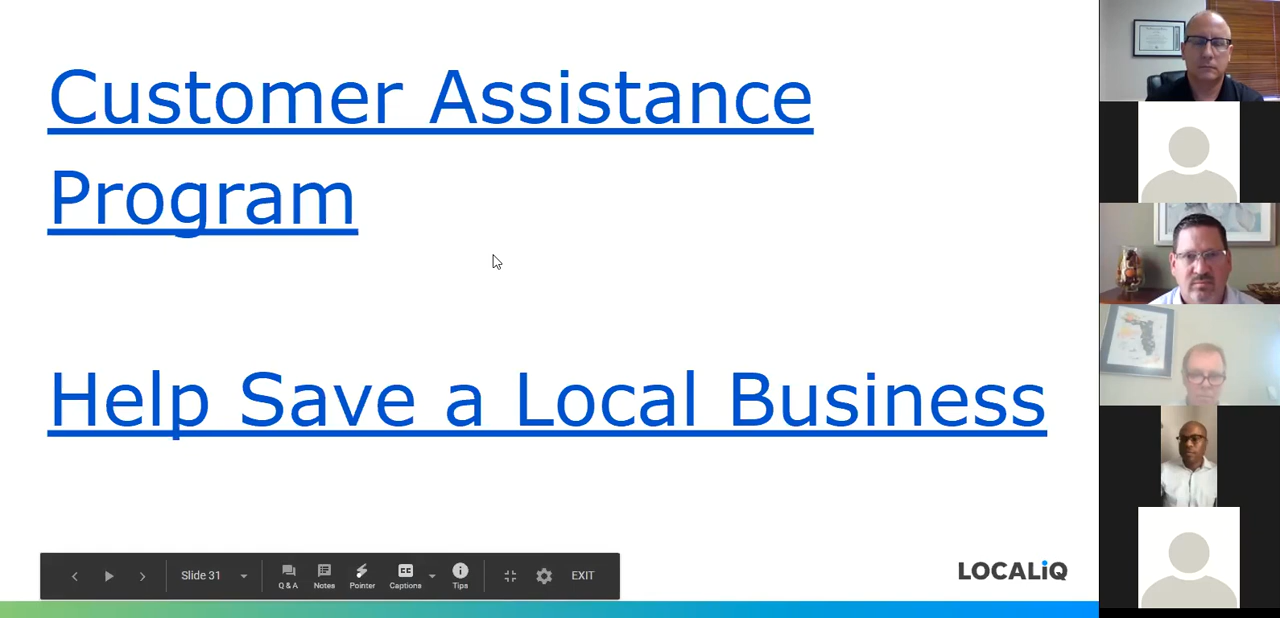 Customer Assistance
Program
Help Save a Local Business
LOCALiQ
Slide 31
Q & A
Notes
Pointer
Captions
Tips
EXIT